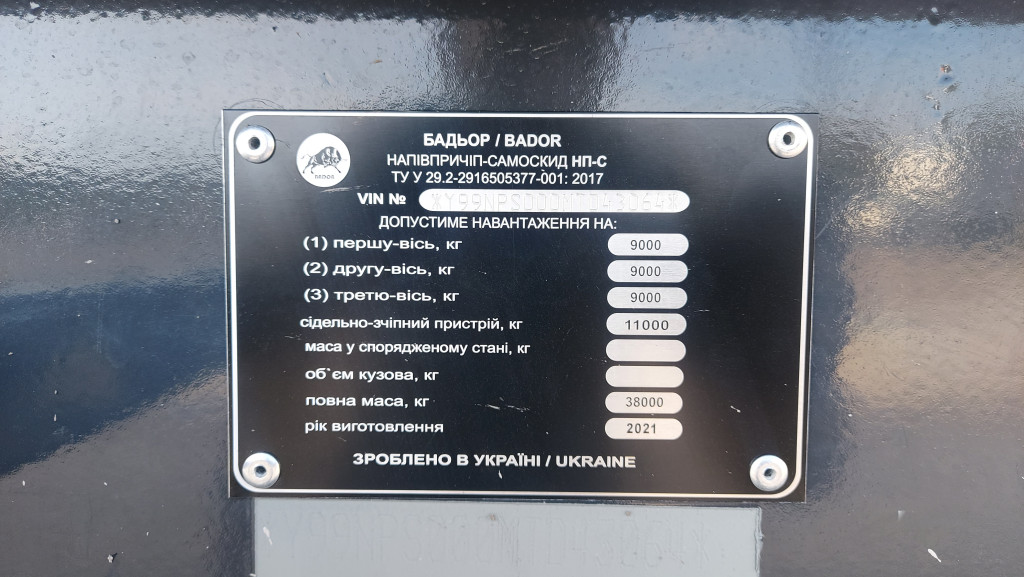 БАДЬОР / BADOR
НАПІВПРИЧІП-САМОСКИД НП-С
BADOR
ТУ У 29.2-2916505377-001: 2017
VIN №
ДОПУСТИМЕ НАВАНТАЖЕННЯ НА:
(1) першу-вісь, кг 9000
(2) другу-вісь, кг 9000
(3) третю-вісь, кг 9000
сідельно-зчіпний пристрій, кг 11000
маса у спорядженому стані, кг
об`єм кузова, кг
повна маса, кг 38000
рік виготовлення 2021
ЗРОБЛЕНО В УКРАЇНІ / UKRAINE